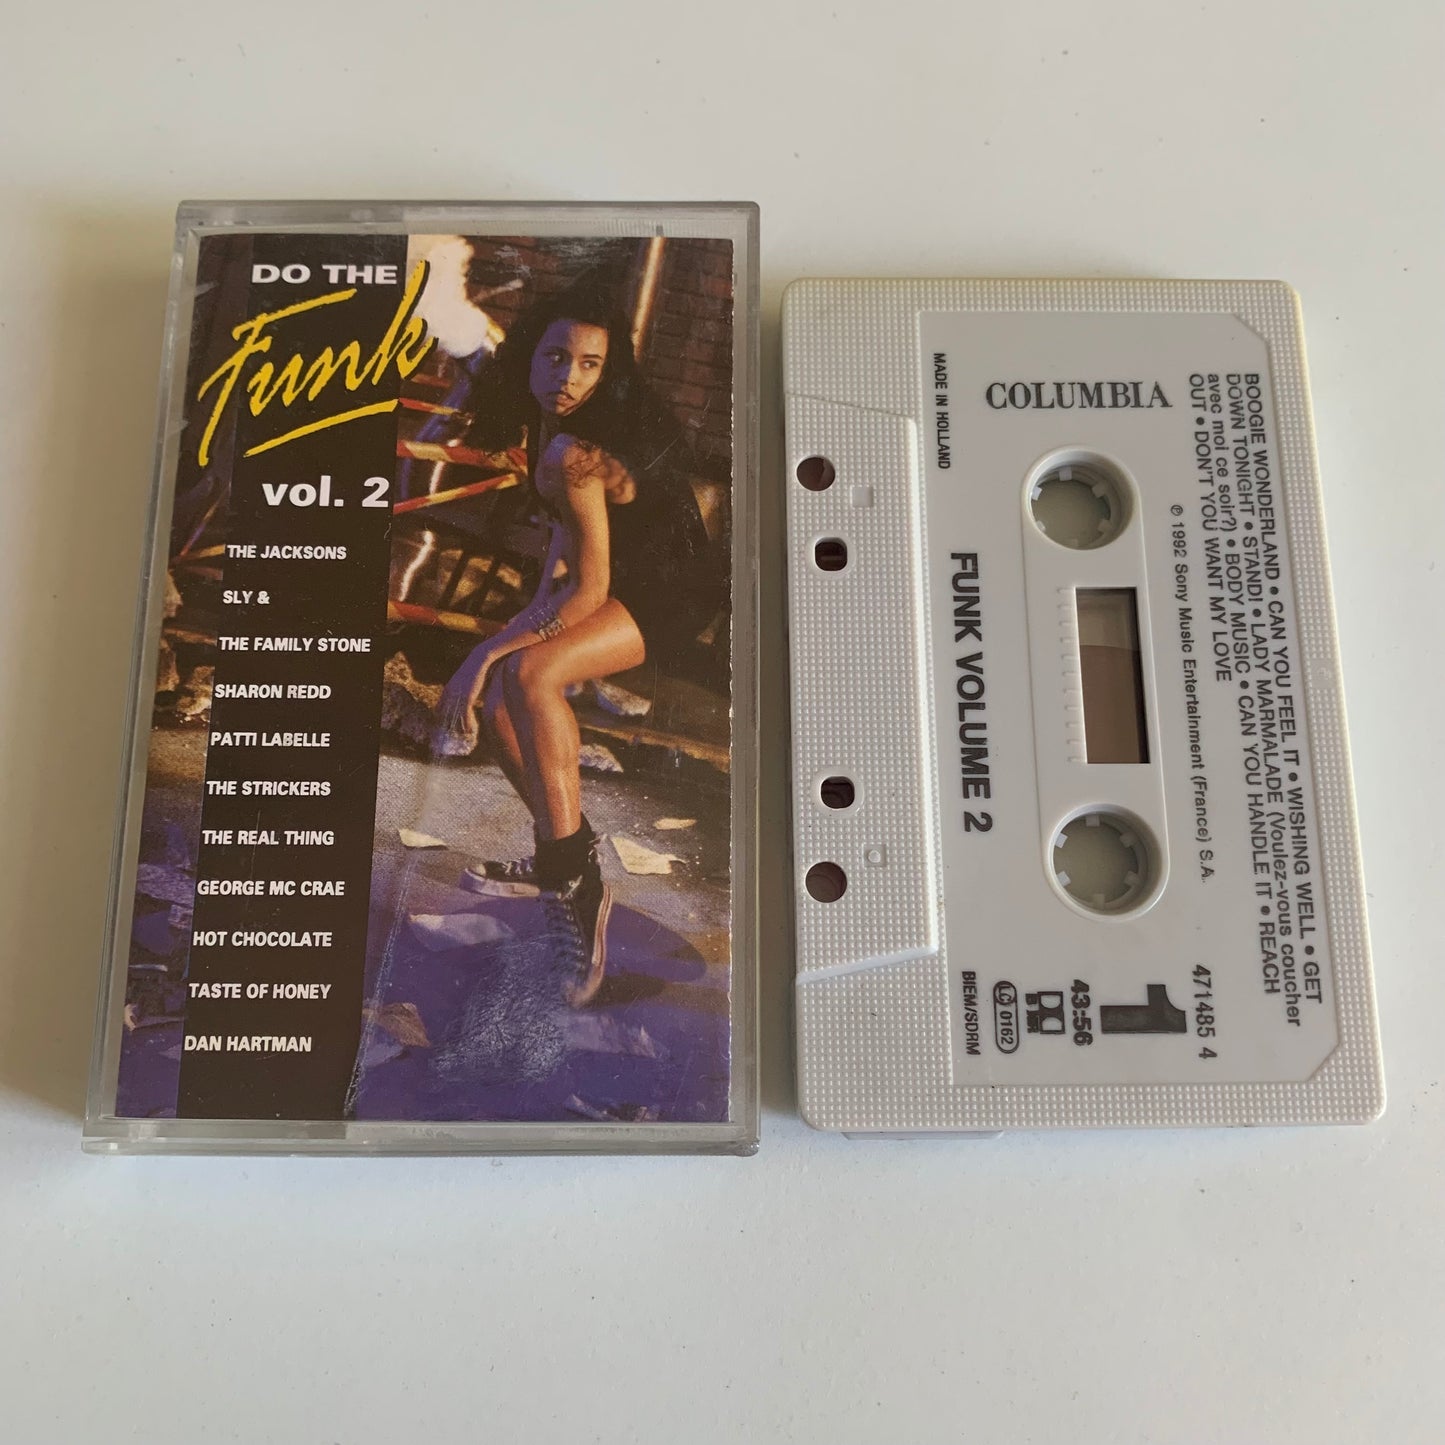 DO THE
Funk
vol. 2
THE JACKSONS
SLY &
THE FAMILY STONE
SHARON REDD
PATTI LABELLE
THE STRICKERS
THE REAL THING
GEORGE MC CRAE
HOT CHOCOLATE
TASTE OF HONEY
DAN HARTMAN
BOOGIE WONDERLAND • CAN YOU FEEL IT • WISHING WELL • GET
DOWN TONIGHT • STAND! • LADY MARMALADE (Voulez-vous coucher
avec moi ce soir?) • BODY MUSIC • CAN YOU HANDLE IT • REACH
OUT • DON'T YOU WANT MY LOVE
℗ 1992 Sony Music Entertainment (France) S.A.
COLUMBIA
471485 4
1
43:56
DD
B NR
LC 0162
FUNK VOLUME 2
MADE IN HOLLAND
BIEM/SDRM